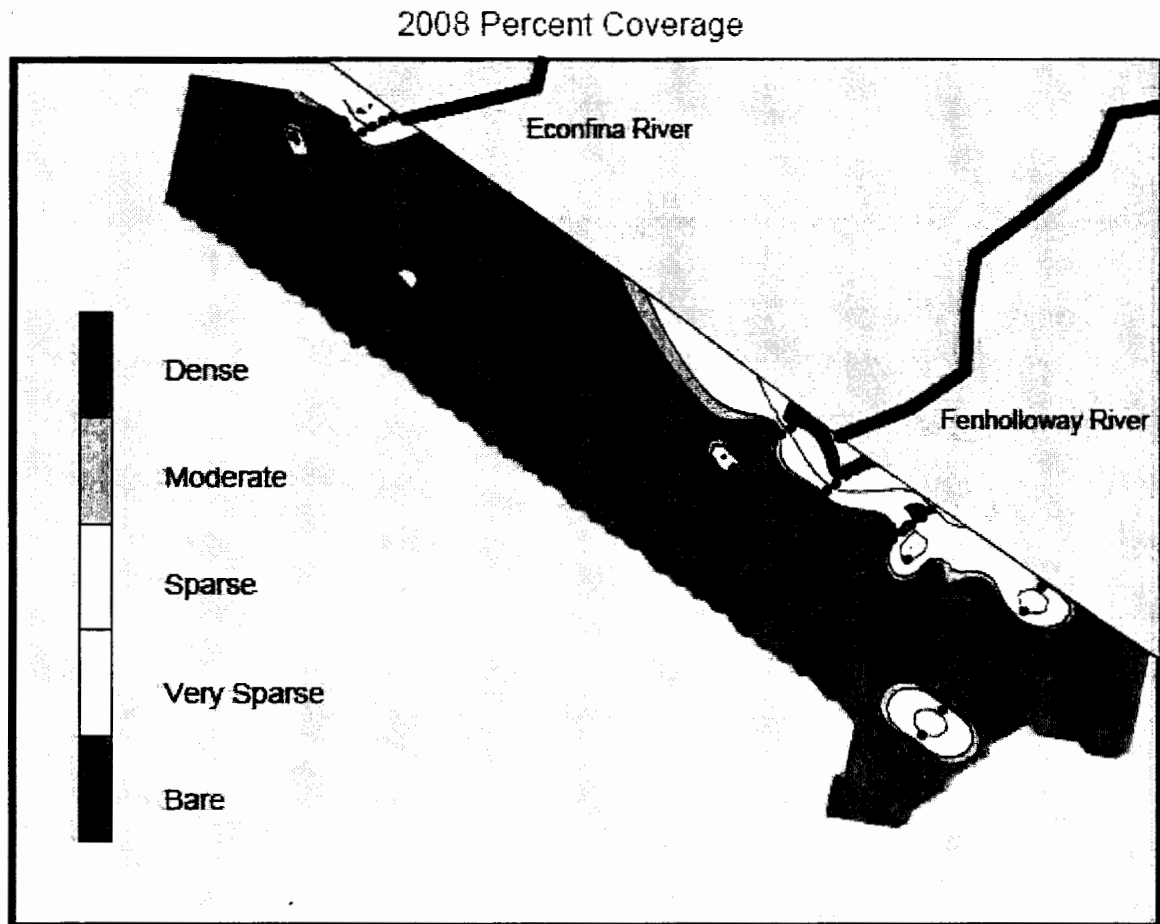 2008 Percent Coverage
Econfina River
Fenholloway River
Dense
Moderate
Sparse
Very Sparse
Bare